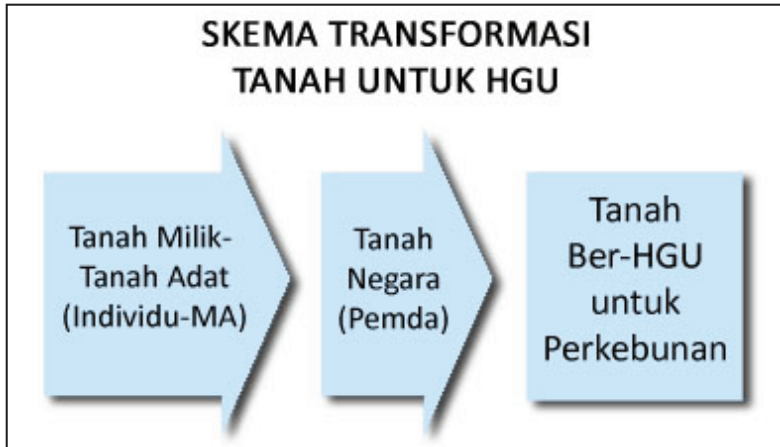 SKEMA TRANSFORMASI
TANAH UNTUK HGU
Tanah Milik-
Tanah Adat
(Individu-MA)
Tanah
Negara
(Pemda)
Tanah
Ber-HGU
untuk
Perkebunan